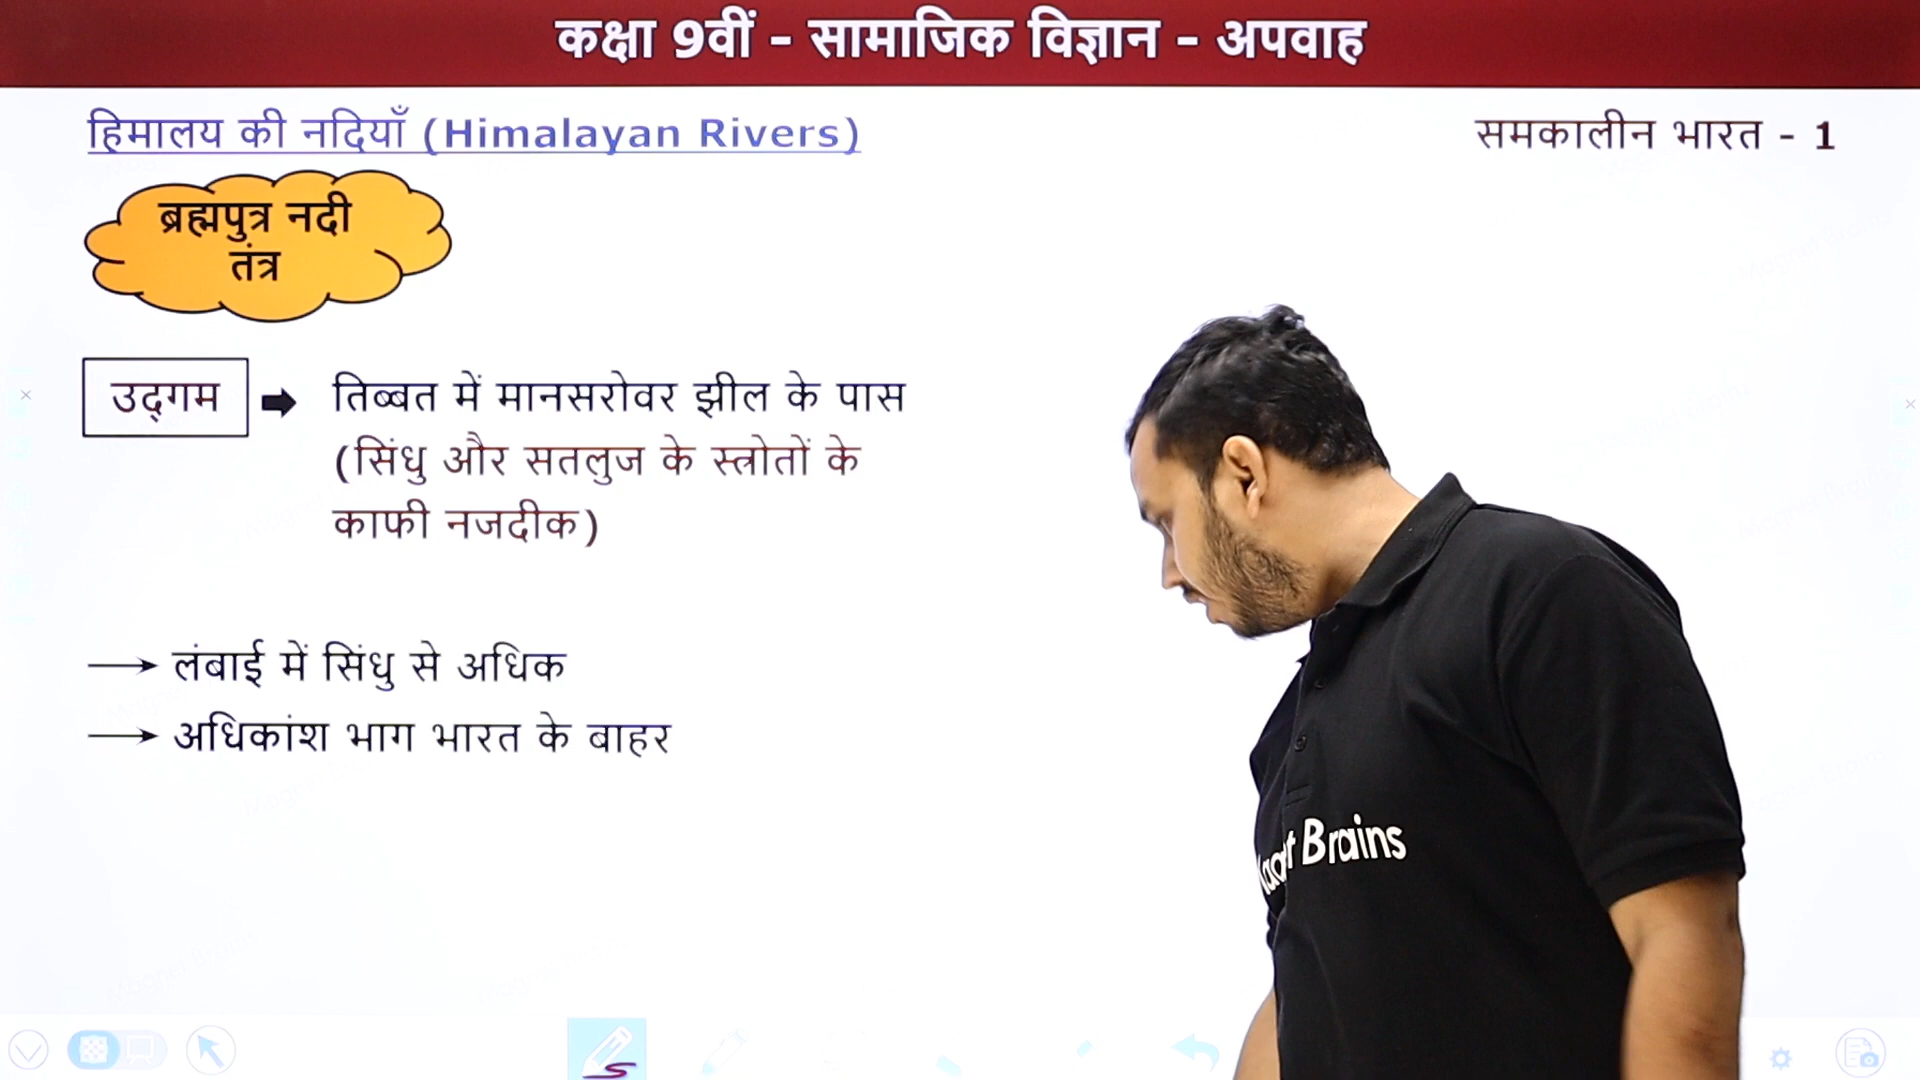 कक्षा 9वीं - सामाजिक विज्ञान - अपवाह
हिमालय की नदियाँ (Himalayan Rivers)
समकालीन भारत - 1
ब्रह्मपुत्र नदी
तंत्र
उद्गम
तिब्बत में मानसरोवर झील के पास
(सिंधु और सतलुज के स्त्रोतों के
काफी नजदीक)
लंबाई में सिंधु से अधिक
अधिकांश भाग भारत के बाहर
Brains